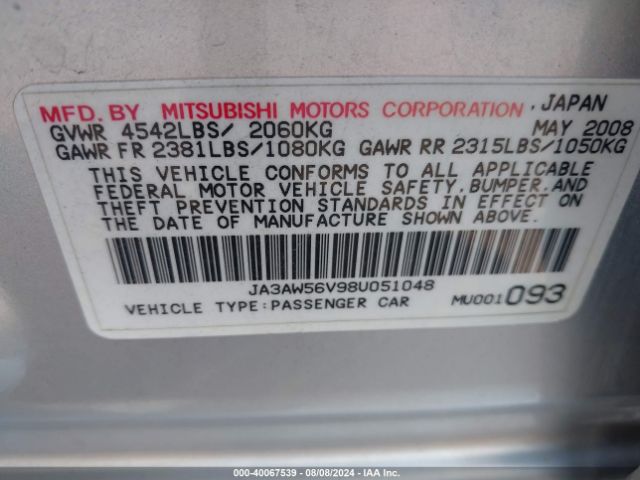 MFD. BY MITSUBISHI MOTORS CORPORATION, JAPAN
GVWR 4542LBS/ 2060KG MAY 2008
GAWR FR 2381LBS/1080KG GAWR RR 2315LBS/1050KG
THIS VEHICLE CONFORMS TO ALL APPLICABLE
FEDERAL MOTOR VEHICLE SAFETY.BUMPER.AND
THEFT PREVENTION STANDARDS IN EFFECT ON
THE DATE OF MANUFACTURE SHOWN ABOVE.
JA3AW56V98U051048
VEHICLE TYPE:PASSENGER CAR MU001093
000-40067539 - 08/08/2024 - IAA Inc.